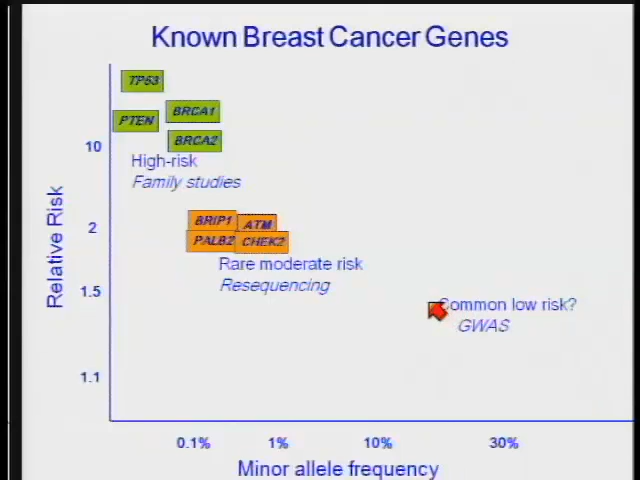 Known Breast Cancer Genes
TP53
BRCA1
PTEN
BRCA2
10
High-risk
Family studies
Relative Risk
BRIP1
ATM
2
PALB2
CHEK2
Rare moderate risk
Resequencing
1.5
Common low risk?
GWAS
1.1
0.1%
1%
10%
30%
Minor allele frequency